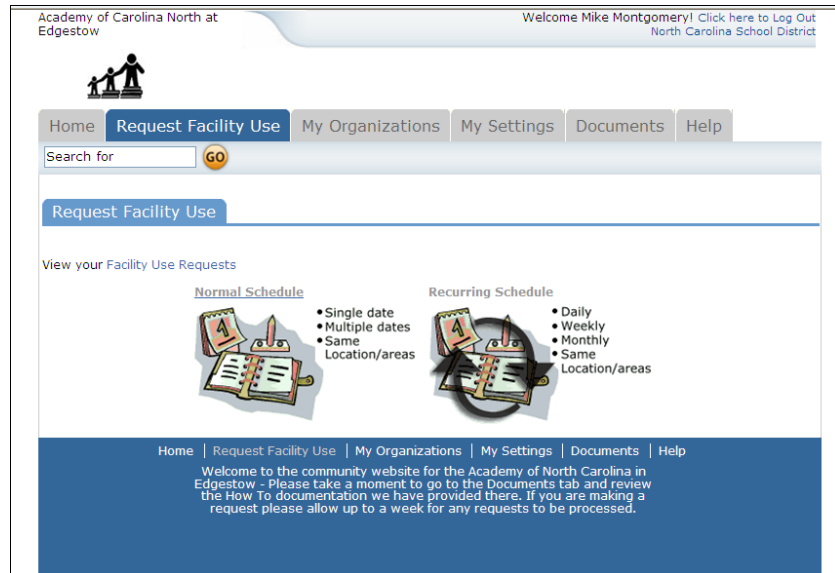 Academy of Carolina North at
Edgestow
Welcome Mike Montgomery! Click here to Log Out
North Carolina School District
Home Request Facility Use My Organizations My Settings Documents Help
Search for GO
Request Facility Use
View your Facility Use Requests
Normal Schedule
• Single date
• Multiple dates
• Same
Location/areas
Recurring Schedule
• Daily
• Weekly
• Monthly
• Same
Location/areas
Home | Request Facility Use | My Organizations | My Settings | Documents | Help
Welcome to the community website for the Academy of North Carolina in
Edgestow - Please take a moment to go to the Documents tab and review
the How To documentation we have provided there. If you are making a
request please allow up to a week for any requests to be processed.